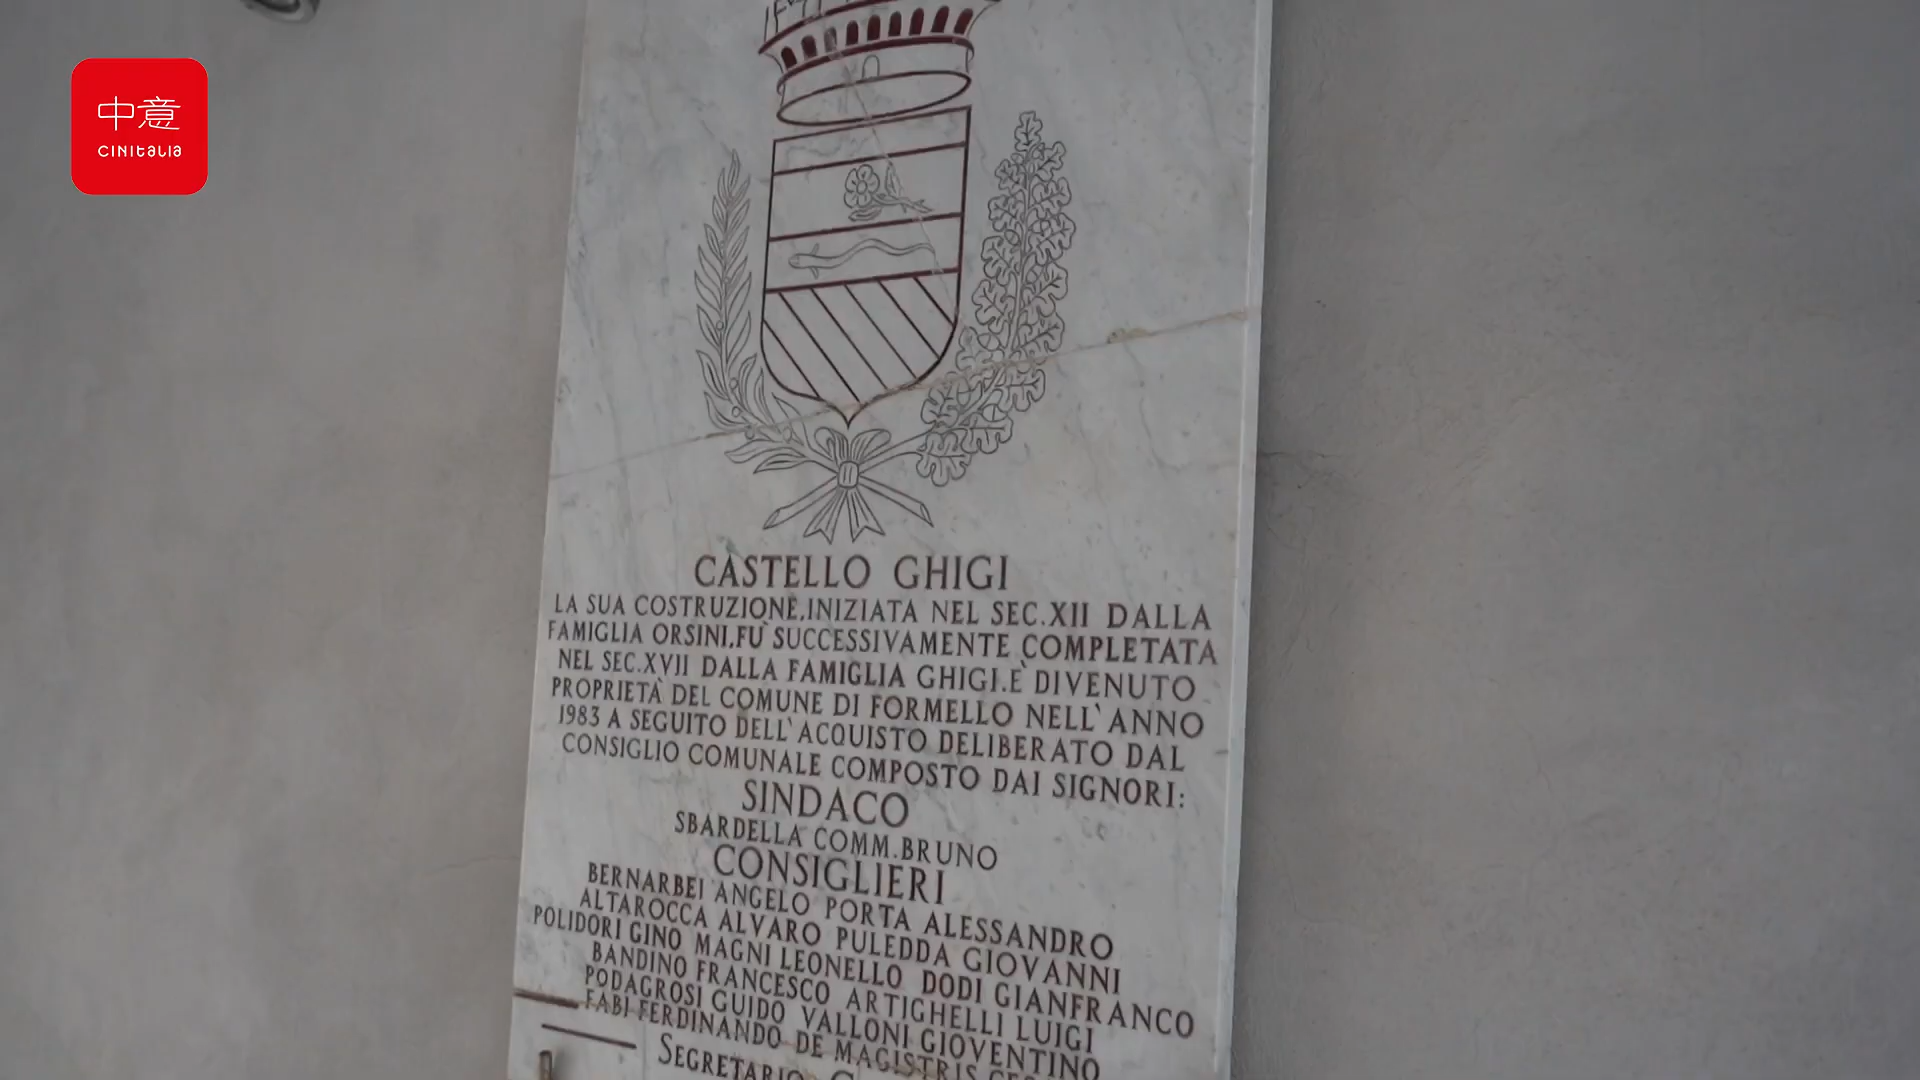 中意
CINITALIA
CASTELLO GHIGI
LA SUA COSTRUZIONE, INIZIATA NEL SEC.XII DALLA
FAMIGLIA ORSINI, FÙ SUCCESSIVAMENTE COMPLETATA
NEL SEC.XVII DALLA FAMIGLIA GHIGI. È DIVENUTO
PROPRIETÀ DEL COMUNE DI FORMELLO NELL'ANNO
1983 A SEGUITO DELL'ACQUISTO DELIBERATO DAL
CONSIGLIO COMUNALE COMPOSTO DAI SIGNORI:
SINDACO
SBARDELLA COMM. BRUNO
CONSIGLIERI
BERNARBEI ANGELO PORTA ALESSANDRO
ALTAROCCA ALVARO PULEDDA GIOVANNI
POLIDORI GINO MAGNI LEONELLO DODI GIANFRANCO
BANDINO FRANCESCO ARTIGHELLI LUIGI
PODAGROSI GUIDO VALLONI GIOVENTINO
FABI FERDINANDO DE MAGISTRIS
SEGRETARIO